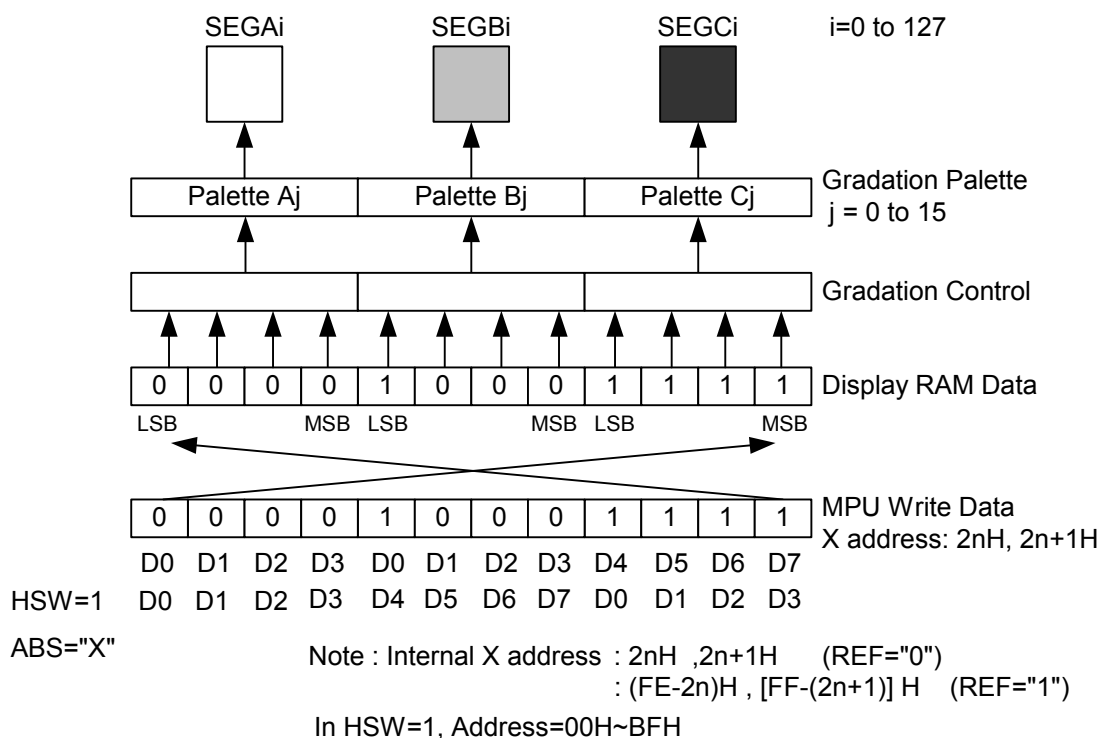 SEGAi SEGBi SEGCi i=0 to 127
Palette Aj Palette Bj Palette Cj Gradation Palette
j = 0 to 15
Gradation Control
0 0 0 0 1 0 0 0 1 1 1 1 Display RAM Data
LSB MSB LSB MSB LSB MSB
0 0 0 0 1 0 0 0 1 1 1 1 MPU Write Data
X address: 2nH, 2n+1H
D0 D1 D2 D3 D0 D1 D2 D3 D4 D5 D6 D7
HSW=1 D0 D1 D2 D3 D4 D5 D6 D7 D0 D1 D2 D3
ABS="X"
Note : Internal X address : 2nH ,2n+1H (REF="0")
: (FE-2n)H , [FF-(2n+1)] H (REF="1")
In HSW=1, Address=00H~BFH